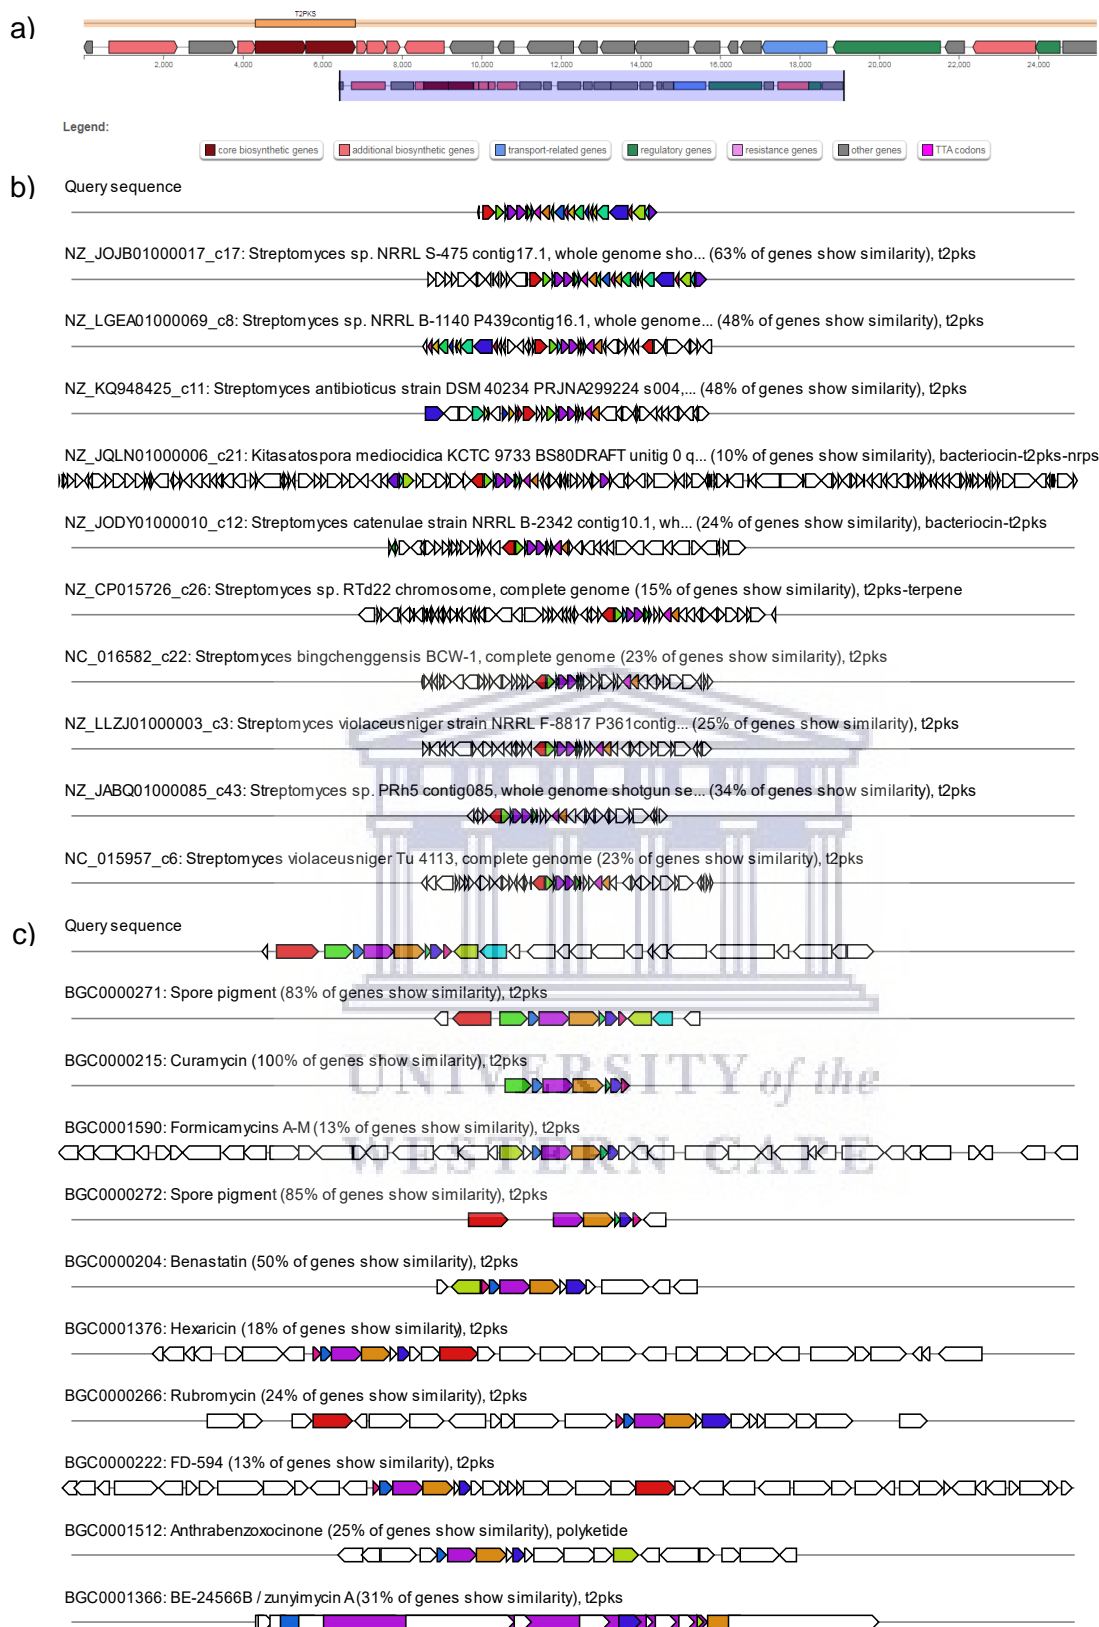 a)
T2PKS
2,000 4,000 6,000 8,000 10,000 12,000 14,000 16,000 18,000 20,000 22,000 24,000
Legend:
core biosynthetic genes additional biosynthetic genes transport-related genes regulatory genes resistance genes other genes TTA codons
b)
Query sequence
NZ_JOJB01000017_c17: Streptomyces sp. NRRL S-475 contig17.1, whole genome sho... (63% of genes show similarity), t2pks
NZ_LGEA01000069_c8: Streptomyces sp. NRRL B-1140 P439contig16.1, whole genome... (48% of genes show similarity), t2pks
NZ_KQ948425_c11: Streptomyces antibioticus strain DSM 40234 PRJNA299224 s004,... (48% of genes show similarity), t2pks
NZ_JQLN01000006_c21: Kitasatospora mediocidica KCTC 9733 BS80DRAFT unitig 0 q... (10% of genes show similarity), bacteriocin-t2pks-nrps
NZ_JODY01000010_c12: Streptomyces catenulae strain NRRL B-2342 contig10.1, wh... (24% of genes show similarity), bacteriocin-t2pks
NZ_CP015726_c26: Streptomyces sp. RTd22 chromosome, complete genome (15% of genes show similarity), t2pks-terpene
NC_016582_c22: Streptomyces bingchenggensis BCW-1, complete genome (23% of genes show similarity), t2pks
NZ_LLZJ01000003_c3: Streptomyces violaceusniger strain NRRL F-8817 P361contig... (25% of genes show similarity), t2pks
NZ_JABQ01000085_c43: Streptomyces sp. PRh5 contig085, whole genome shotgun se... (34% of genes show similarity), t2pks
NC_015957_c6: Streptomyces violaceusniger Tu 4113, complete genome (23% of genes show similarity), t2pks
c)
Query sequence
BGC0000271: Spore pigment (83% of genes show similarity), t2pks
BGC0000215: Curamycin (100% of genes show similarity), t2pks
UNIVERSITY of the
BGC0001590: Formicamycins A-M (13% of genes show similarity), t2pks
WESTERN CAPE
BGC0000272: Spore pigment (85% of genes show similarity), t2pks
BGC0000204: Benastatin (50% of genes show similarity), t2pks
BGC0001376: Hexaricin (18% of genes show similarity), t2pks
BGC0000266: Rubromycin (24% of genes show similarity), t2pks
BGC0000222: FD-594 (13% of genes show similarity), t2pks
BGC0001512: Anthrabenzoxocinone (25% of genes show similarity), polyketide
BGC0001366: BE-24566B / zunyimycin A (31% of genes show similarity), t2pks